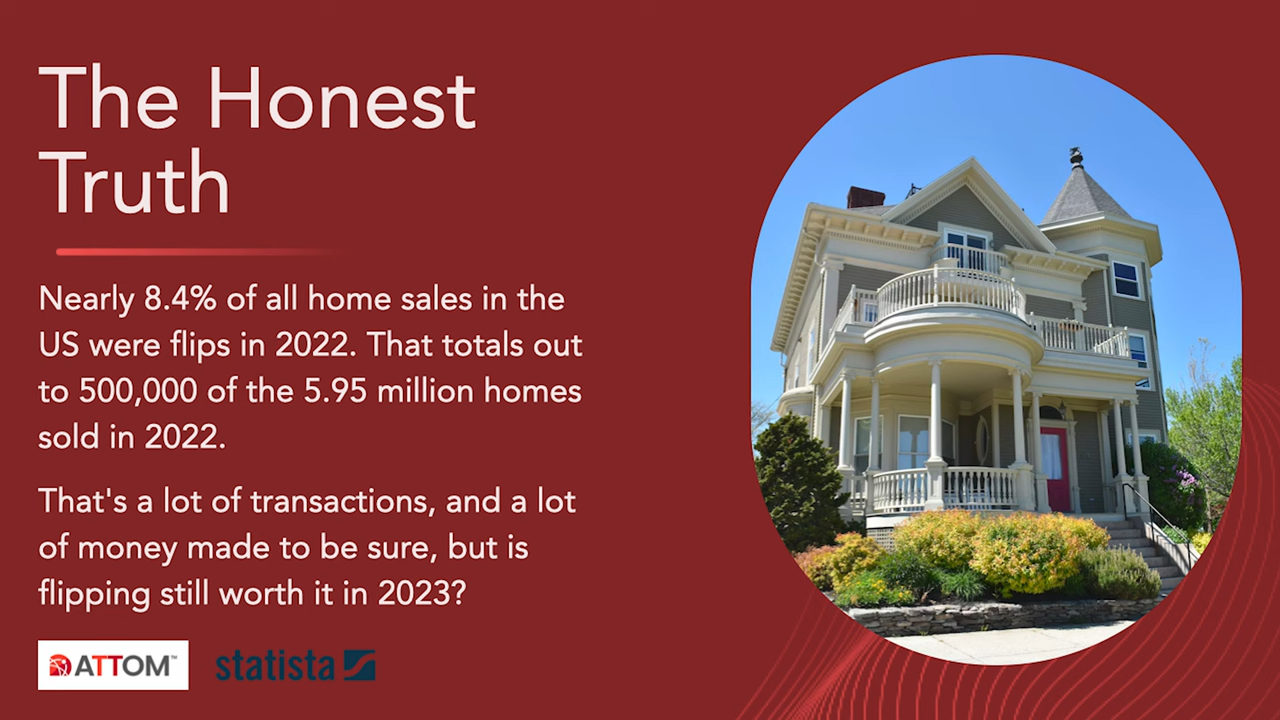 The Honest
Truth
Nearly 8.4% of all home sales in the
US were flips in 2022. That totals out
to 500,000 of the 5.95 million homes
sold in 2022.
That's a lot of transactions, and a lot
of money made to be sure, but is
flipping still worth it in 2023?
ATTOM™
statista